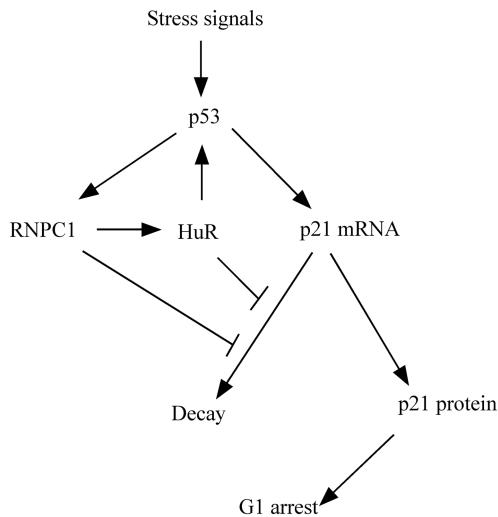 Stress signals
p53
RNPC1
HuR
p21 mRNA
Decay
p21 protein
G1 arrest